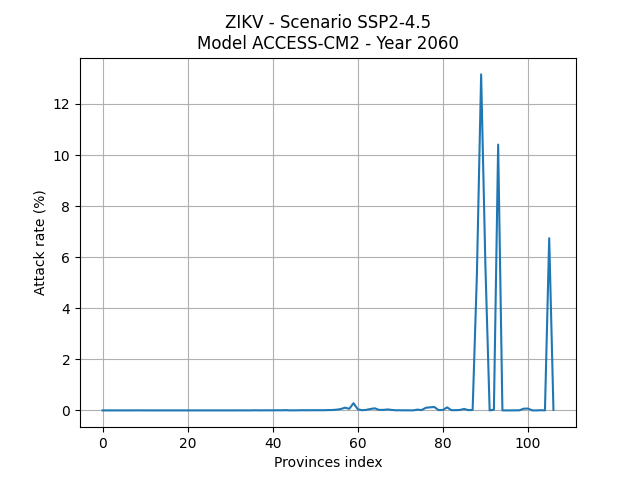 ZIKV - Scenario SSP2-4.5
Model ACCESS-CM2 - Year 2060
Attack rate (%)
12
10
8
6
4
2
0
0 20 40 60 80 100
Provinces index